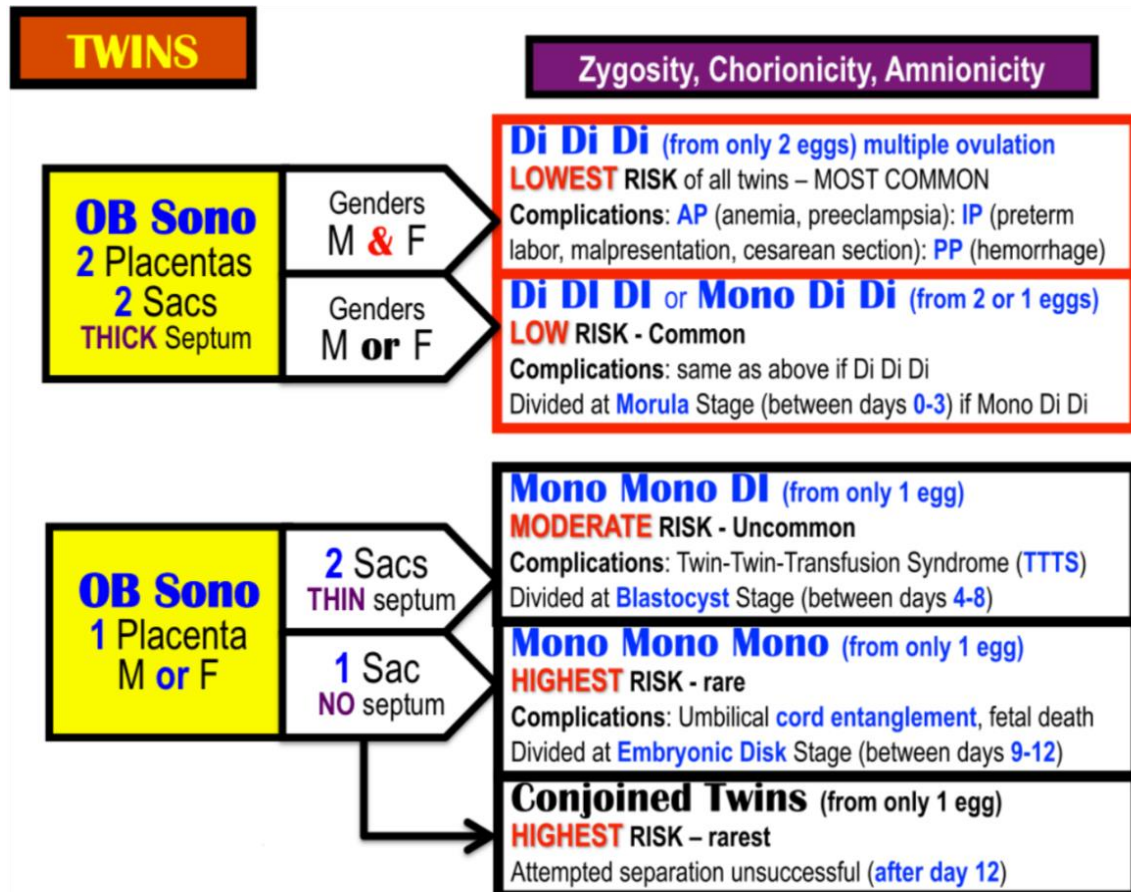 TWINS
Zygosity, Chorionicity, Amnionicity
OB Sono
2 Placentas
2 Sacs
THICK Septum
Genders
M & F
Di Di Di (from only 2 eggs) multiple ovulation
LOWEST RISK of all twins – MOST COMMON
Complications: AP (anemia, preeclampsia): IP (preterm
labor, malpresentation, cesarean section): PP (hemorrhage)
Genders
M or F
Di DI DI or Mono Di Di (from 2 or 1 eggs)
LOW RISK - Common
Complications: same as above if Di Di Di
Divided at Morula Stage (between days 0-3) if Mono Di Di
OB Sono
1 Placenta
M or F
2 Sacs
THIN septum
Mono Mono DI (from only 1 egg)
MODERATE RISK - Uncommon
Complications: Twin-Twin-Transfusion Syndrome (TTTS)
Divided at Blastocyst Stage (between days 4-8)
1 Sac
NO septum
Mono Mono Mono (from only 1 egg)
HIGHEST RISK - rare
Complications: Umbilical cord entanglement, fetal death
Divided at Embryonic Disk Stage (between days 9-12)
Conjoined Twins (from only 1 egg)
HIGHEST RISK – rarest
Attempted separation unsuccessful (after day 12)